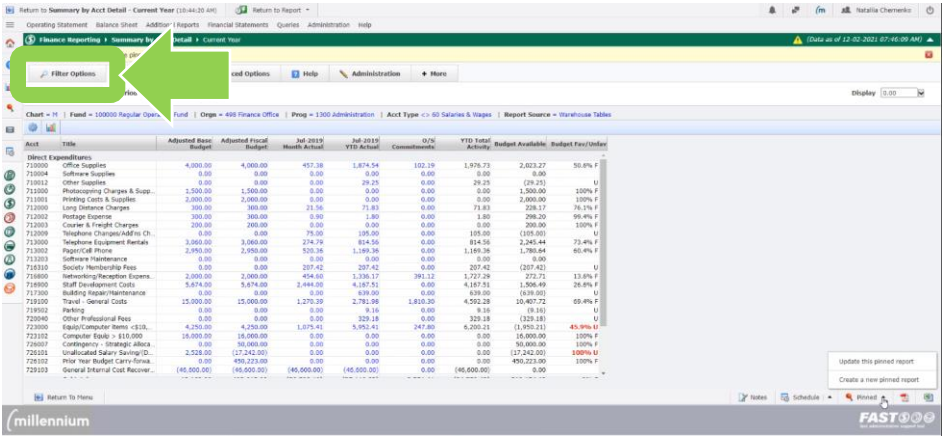 Return to Summary by Acct Detail - Current Year (10:44:20 AM) Return to Report Natallia Chernenko
Operating Statement Balance Sheet Additional Reports Financial Statements Queries Administration Help
Finance Reporting Summary by Detail Current Year (Data as of 12-02-2021 07:46:09 AM)
Filter Options ced Options Help Administration + More
Display 0.00
Chart = M | Fund = 100000 Regular Oper Fund | Orgn = 498 Finance Office | Prog = 1300 Administration | Acct Type <> 60 Salaries & Wages | Report Source = Warehouse Tables
Acct Title Adjusted Base Budget Adjusted Fiscal Budget Jul-2019 Month Actual Jul-2019 YTD Actual O/S Commitments YTD Total Activity Budget Available Budget Fav/Unfav
Direct Expenditures
710000 Office Supplies 4,000.00 4,000.00 457.38 1,874.54 102.19 1,976.73 2,023.27 50.6% F
710004 Software Supplies 0.00 0.00 0.00 0.00 0.00 0.00 0.00
710012 Other Supplies 0.00 0.00 0.00 29.25 0.00 29.25 (29.25) U
711000 Photocopying Charges & Supp... 1,500.00 1,500.00 0.00 0.00 0.00 0.00 1,500.00 100% F
711001 Printing Costs & Supplies 2,000.00 2,000.00 0.00 0.00 0.00 0.00 2,000.00 100% F
712000 Long Distance Charges 300.00 300.00 21.56 71.83 0.00 71.83 228.17 76.1% F
712002 Postage Expense 300.00 300.00 0.90 1.80 0.00 1.80 298.20 99.4% F
712003 Courier & Freight Charges 200.00 200.00 0.00 0.00 0.00 0.00 200.00 100% F
712009 Telephone Changes/Add'ns Ch... 0.00 0.00 75.00 105.00 0.00 105.00 (105.00) U
713000 Telephone Equipment Rentals 3,060.00 3,060.00 274.79 814.56 0.00 814.56 2,245.44 73.4% F
713002 Pager/Cell Phone 2,950.00 2,950.00 520.36 1,169.36 0.00 1,169.36 1,780.64 60.4% F
713203 Software Maintenance 0.00 0.00 0.00 0.00 0.00 0.00 0.00
716310 Society Membership Fees 0.00 0.00 207.42 207.42 0.00 207.42 (207.42) U
716800 Networking/Reception Expens... 2,000.00 2,000.00 454.60 1,336.17 391.12 1,727.29 272.71 13.6% F
716900 Staff Development Costs 5,674.00 5,674.00 2,444.00 4,167.51 0.00 4,167.51 1,506.49 26.6% F
717300 Building Repair/Maintenance 0.00 0.00 0.00 639.00 0.00 639.00 (639.00) U
719100 Travel - General Costs 15,000.00 15,000.00 1,270.39 2,781.98 1,810.30 4,592.28 10,407.72 69.4% F
719502 Parking 0.00 0.00 0.00 9.16 0.00 9.16 (9.16) U
720040 Other Professional Fees 0.00 0.00 0.00 329.18 0.00 329.18 (329.18) U
723000 Equip/Computer Items <$10,... 4,250.00 4,250.00 1,075.41 5,952.41 247.80 6,200.21 (1,950.21) 45.9% U
723102 Computer Equip > $10,000 16,000.00 16,000.00 0.00 0.00 0.00 0.00 16,000.00 100% F
726007 Contingency - Strategic Alloca... 0.00 50,000.00 0.00 0.00 0.00 0.00 50,000.00 100% F
726101 Unallocated Salary Saving/(D... 2,528.00 (17,242.00) 0.00 0.00 0.00 0.00 (17,242.00) 100% U
726102 Prior Year Budget Carry-forwa... 0.00 450,223.00 0.00 0.00 0.00 0.00 450,223.00 100% F
729103 General Internal Cost Recover... (46,600.00) (46,600.00) (46,600.00) (46,600.00) 0.00 (46,600.00) 0.00
Update this pinned report
Create a new pinned report
Return To Menu Notes Schedule Pinned
millennium FAST